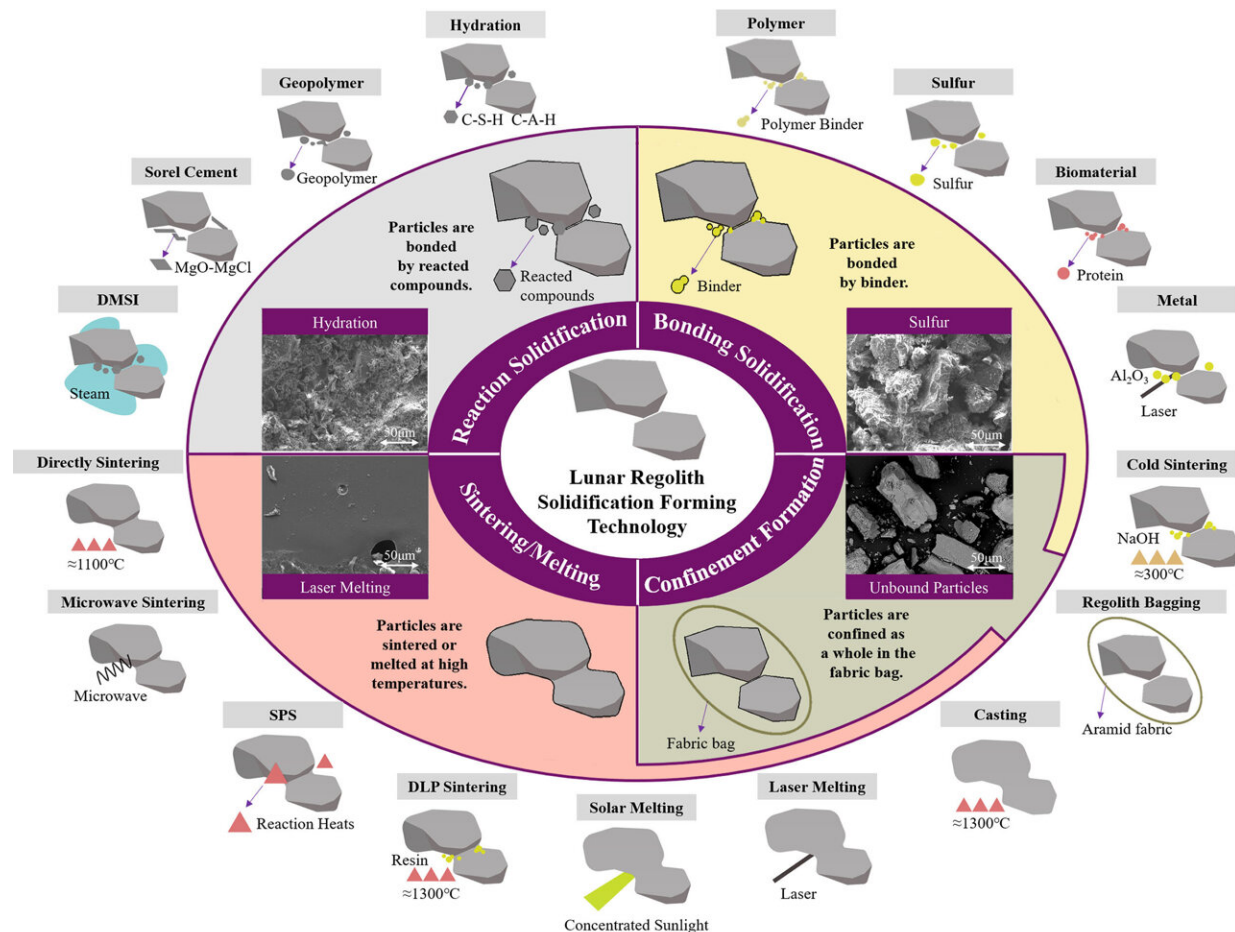 Hydration
C-S-H C-A-H
Polymer
Polymer Binder
Geopolymer
Geopolymer
Sulfur
Sulfur
Sorel Cement
MgO-MgCl
Biomaterial
Protein
DMSI
Steam
Metal
Al₂O₃
Laser
Directly Sintering
≈1100°C
Cold Sintering
NaOH
≈300°C
Microwave Sintering
Microwave
Regolith Bagging
Aramid fabric
SPS
Reaction Heats
Casting
≈1300°C
DLP Sintering
Resin
≈1300°C
Solar Melting
Concentrated Sunlight
Laser Melting
Laser
Particles are
bonded
by reacted
compounds.
Reacted
compounds
Hydration
50μm
Reaction Solidification
Binder
Particles are
bonded
by binder.
Sulfur
50μm
Bonding Solidification
Lunar Regolith
Solidification Forming
Technology
Sintering/Melting
50μm
Laser Melting
Particles are
sintered or
melted at high
temperatures.
Confinement Formation
50μm
Unbound Particles
Particles are
confined as
a whole in the
fabric bag.
Fabric bag